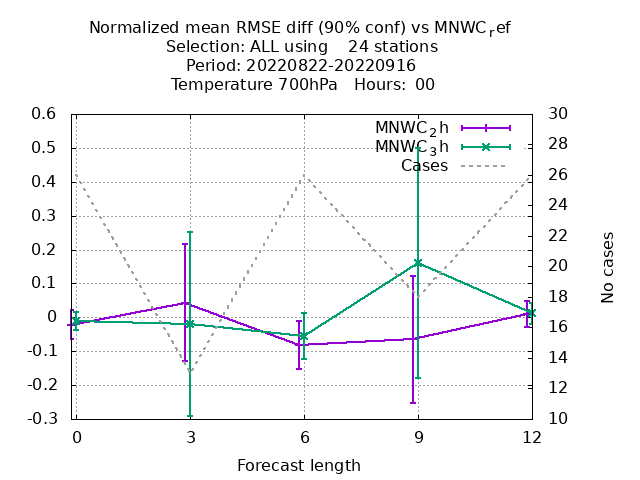 Normalized mean RMSE diff (90% conf) vs MNWC_ref
Selection: ALL using    24 stations
Period: 20220822-20220916
Temperature 700hPa   Hours:  00
MNWC_2h
MNWC_3h
Cases
0.6
0.5
0.4
0.3
0.2
0.1
0
-0.1
-0.2
-0.3
30
28
26
24
22
20
18
16
14
12
10
No cases
0 3 6 9 12
Forecast length